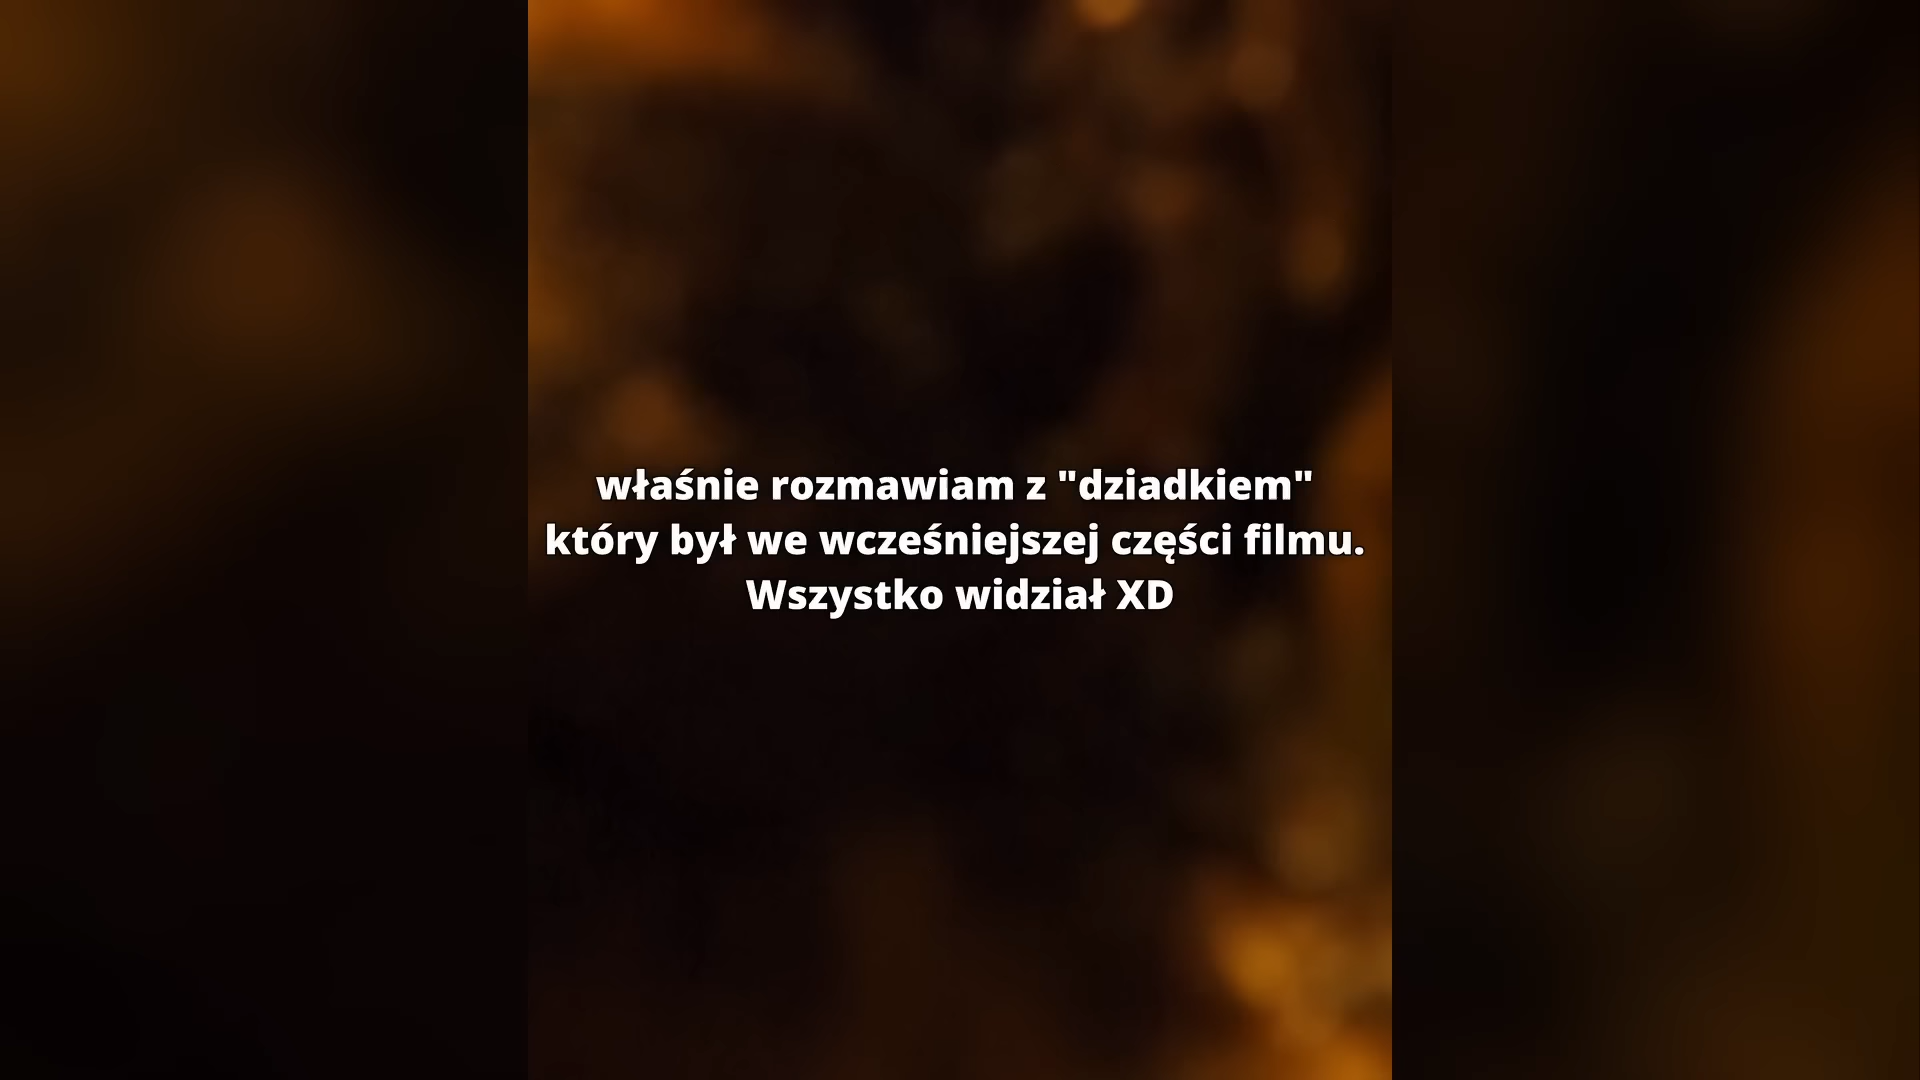 właśnie rozmawiam z "dziadkiem"
który był we wcześniejszej części filmu.
Wszystko widział XD